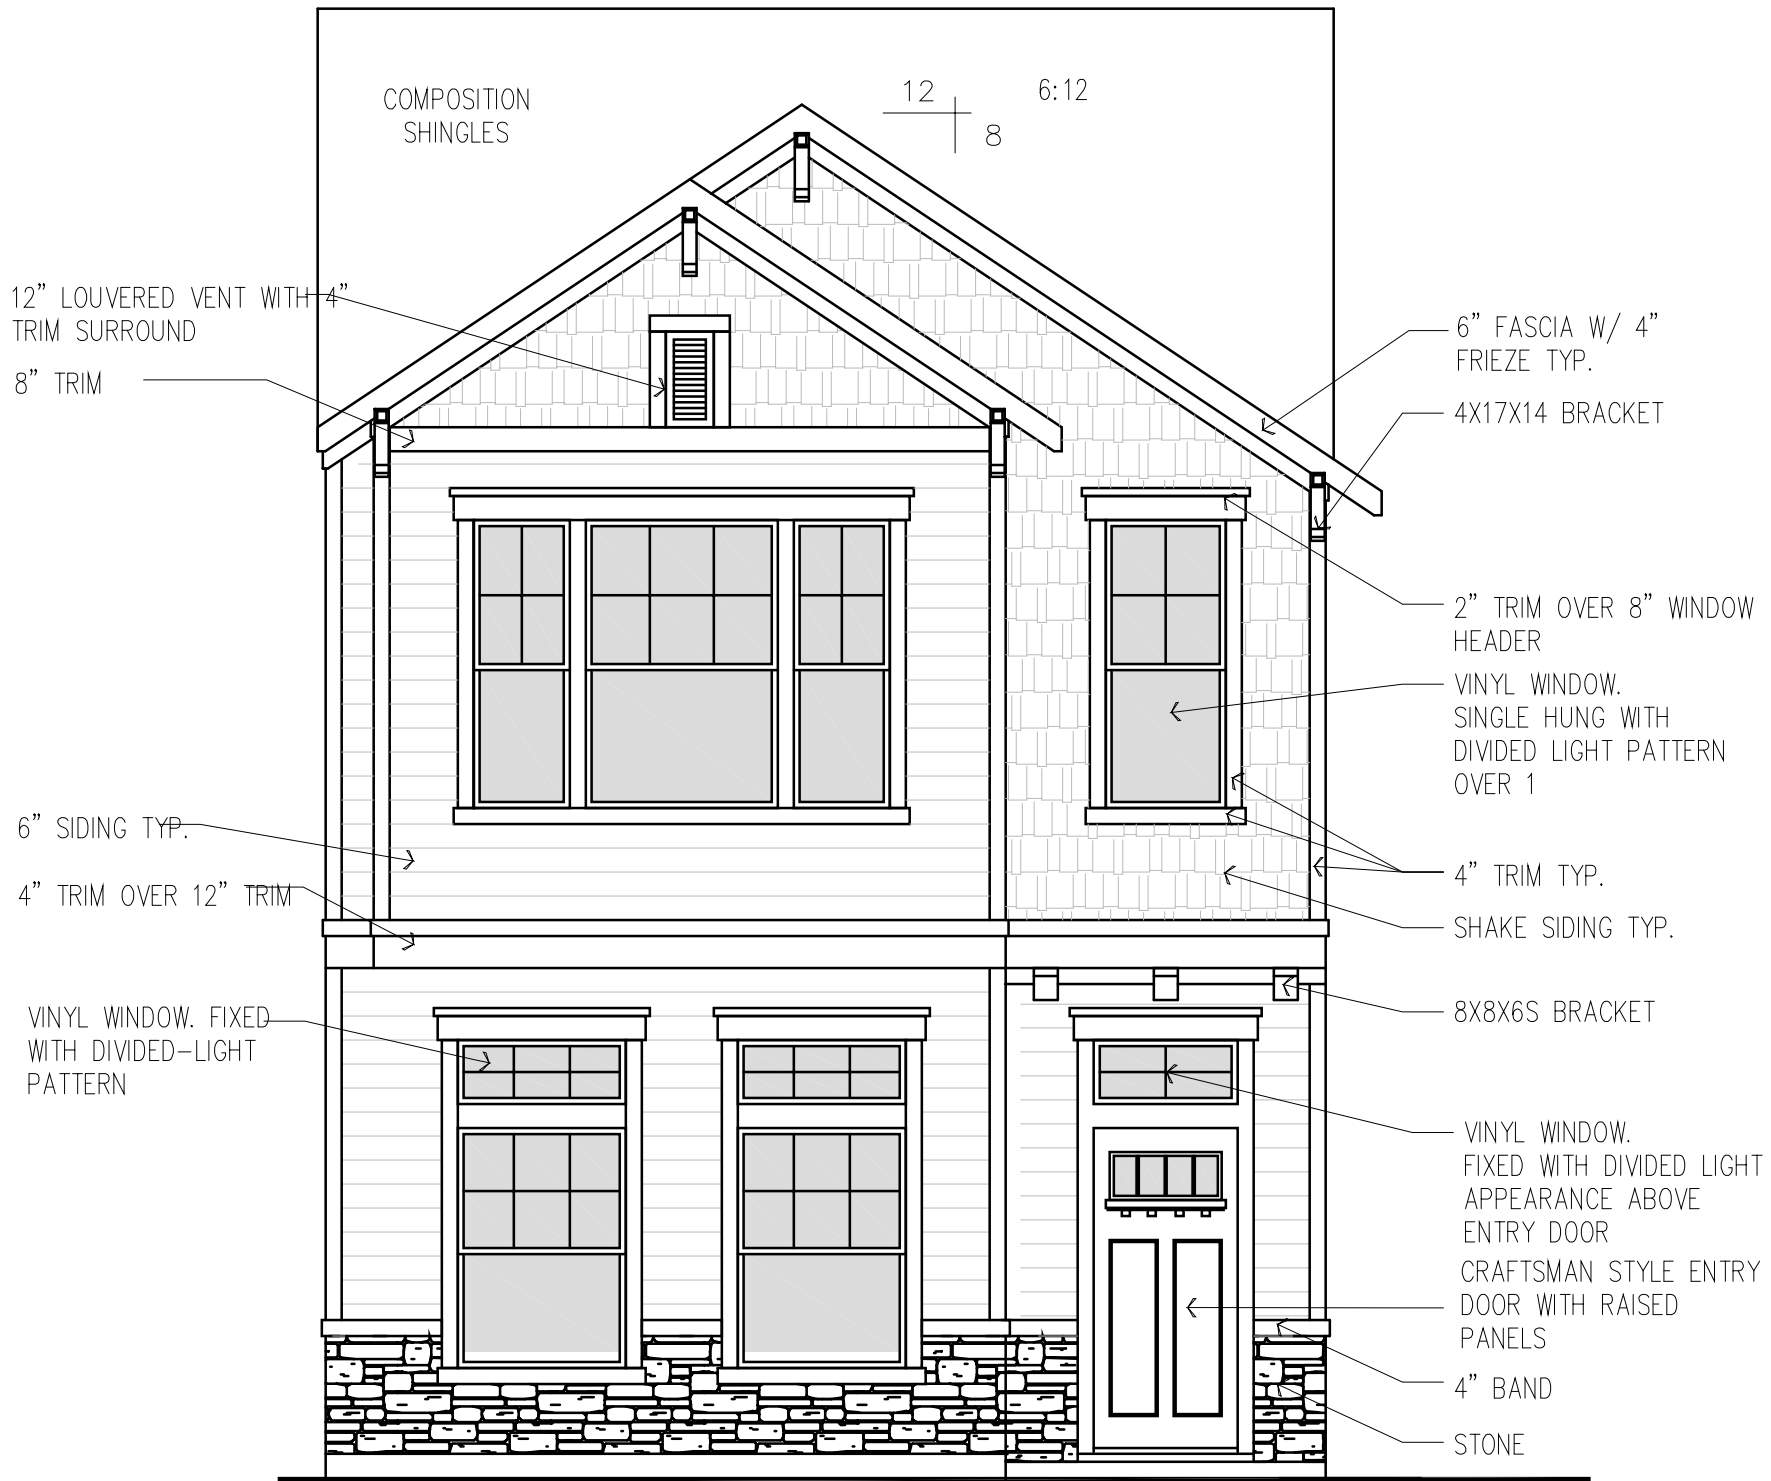 COMPOSITION
SHINGLES
12
8
6:12
12” LOUVERED VENT WITH 4”
TRIM SURROUND
8” TRIM
6” SIDING TYP.
4” TRIM OVER 12” TRIM
VINYL WINDOW. FIXED
WITH DIVIDED-LIGHT
PATTERN
6” FASCIA W/ 4”
FRIEZE TYP.
4X17X14 BRACKET
2” TRIM OVER 8” WINDOW
HEADER
VINYL WINDOW.
SINGLE HUNG WITH
DIVIDED LIGHT PATTERN
OVER 1
4” TRIM TYP.
SHAKE SIDING TYP.
8X8X6S BRACKET
VINYL WINDOW.
FIXED WITH DIVIDED LIGHT
APPEARANCE ABOVE
ENTRY DOOR
CRAFTSMAN STYLE ENTRY
DOOR WITH RAISED
PANELS
4” BAND
STONE